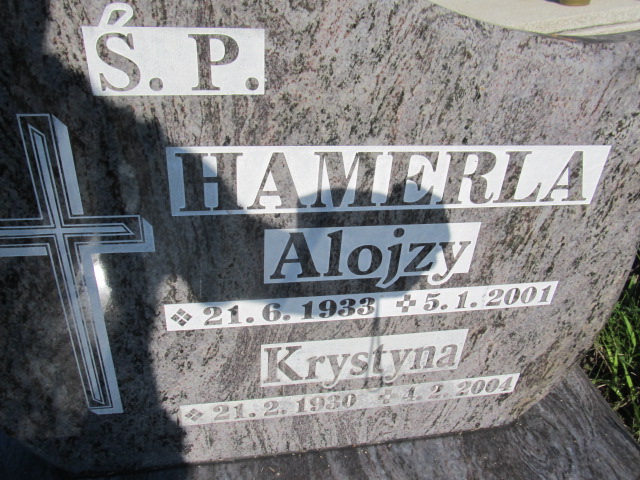 Ś. P.
HAMERLA
Alojzy
❖ 21. 6. 1933 ✢ 5. 1. 2001
Krystyna
❖ 21. 2. 1930 ✢ 4. 2. 2004